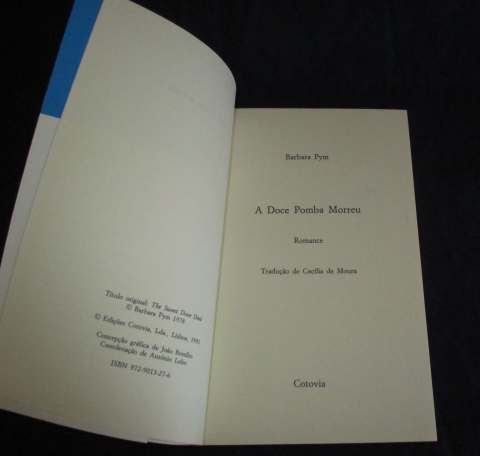 Título original: The Sweet Dove Died
© Barbara Pym 1978
© Edições Cotovia, Lda., Lisboa, 1991
Concepção gráfica de João Botelho
Coordenação de António Lobo
ISBN 972-9013-27-6
Barbara Pym
A Doce Pomba Morreu
Romance
Tradução de Cecília de Moura
Cotovia